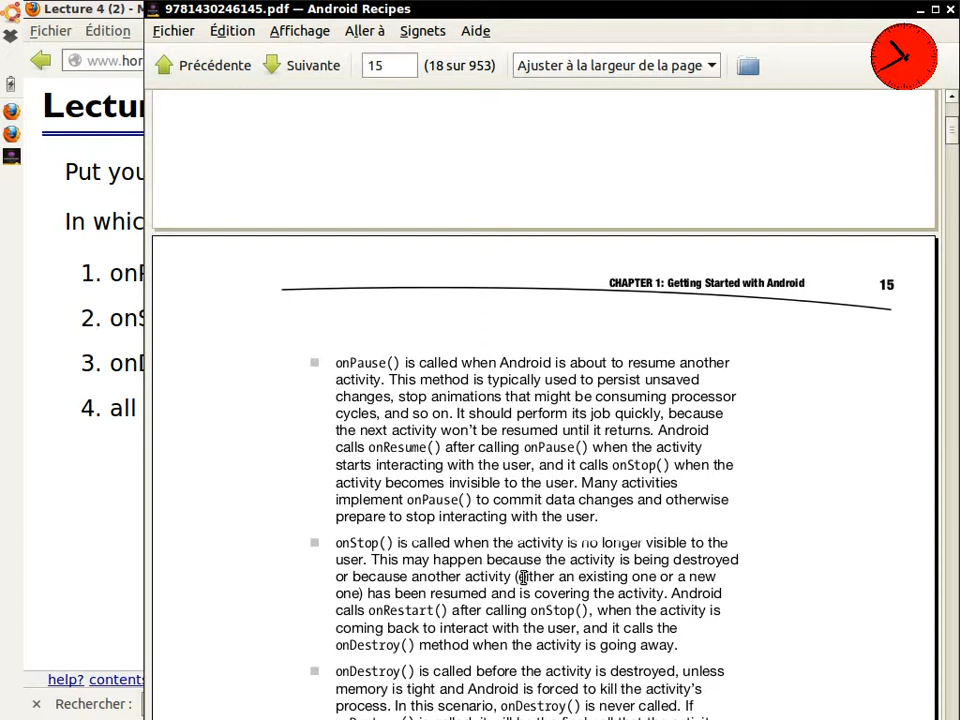 Lecture 4 (2) - M
9781430246145.pdf — Android Recipes
Fichier Édition
Fichier Édition Affichage Aller à Signets Aide
www.hor
Précédente Suivante 15 (18 sur 953) Ajuster à la largeur de la page
Lectu
Put you
In which
1. onP
2. onS
3. onD
4. all
help? contents
Rechercher :
CHAPTER 1: Getting Started with Android 15
onPause() is called when Android is about to resume another
activity. This method is typically used to persist unsaved
changes, stop animations that might be consuming processor
cycles, and so on. It should perform its job quickly, because
the next activity won’t be resumed until it returns. Android
calls onResume() after calling onPause() when the activity
starts interacting with the user, and it calls onStop() when the
activity becomes invisible to the user. Many activities
implement onPause() to commit data changes and otherwise
prepare to stop interacting with the user.
onStop() is called when the activity is no longer visible to the
user. This may happen because the activity is being destroyed
or because another activity (either an existing one or a new
one) has been resumed and is covering the activity. Android
calls onRestart() after calling onStop(), when the activity is
coming back to interact with the user, and it calls the
onDestroy() method when the activity is going away.
onDestroy() is called before the activity is destroyed, unless
memory is tight and Android is forced to kill the activity’s
process. In this scenario, onDestroy() is never called. If